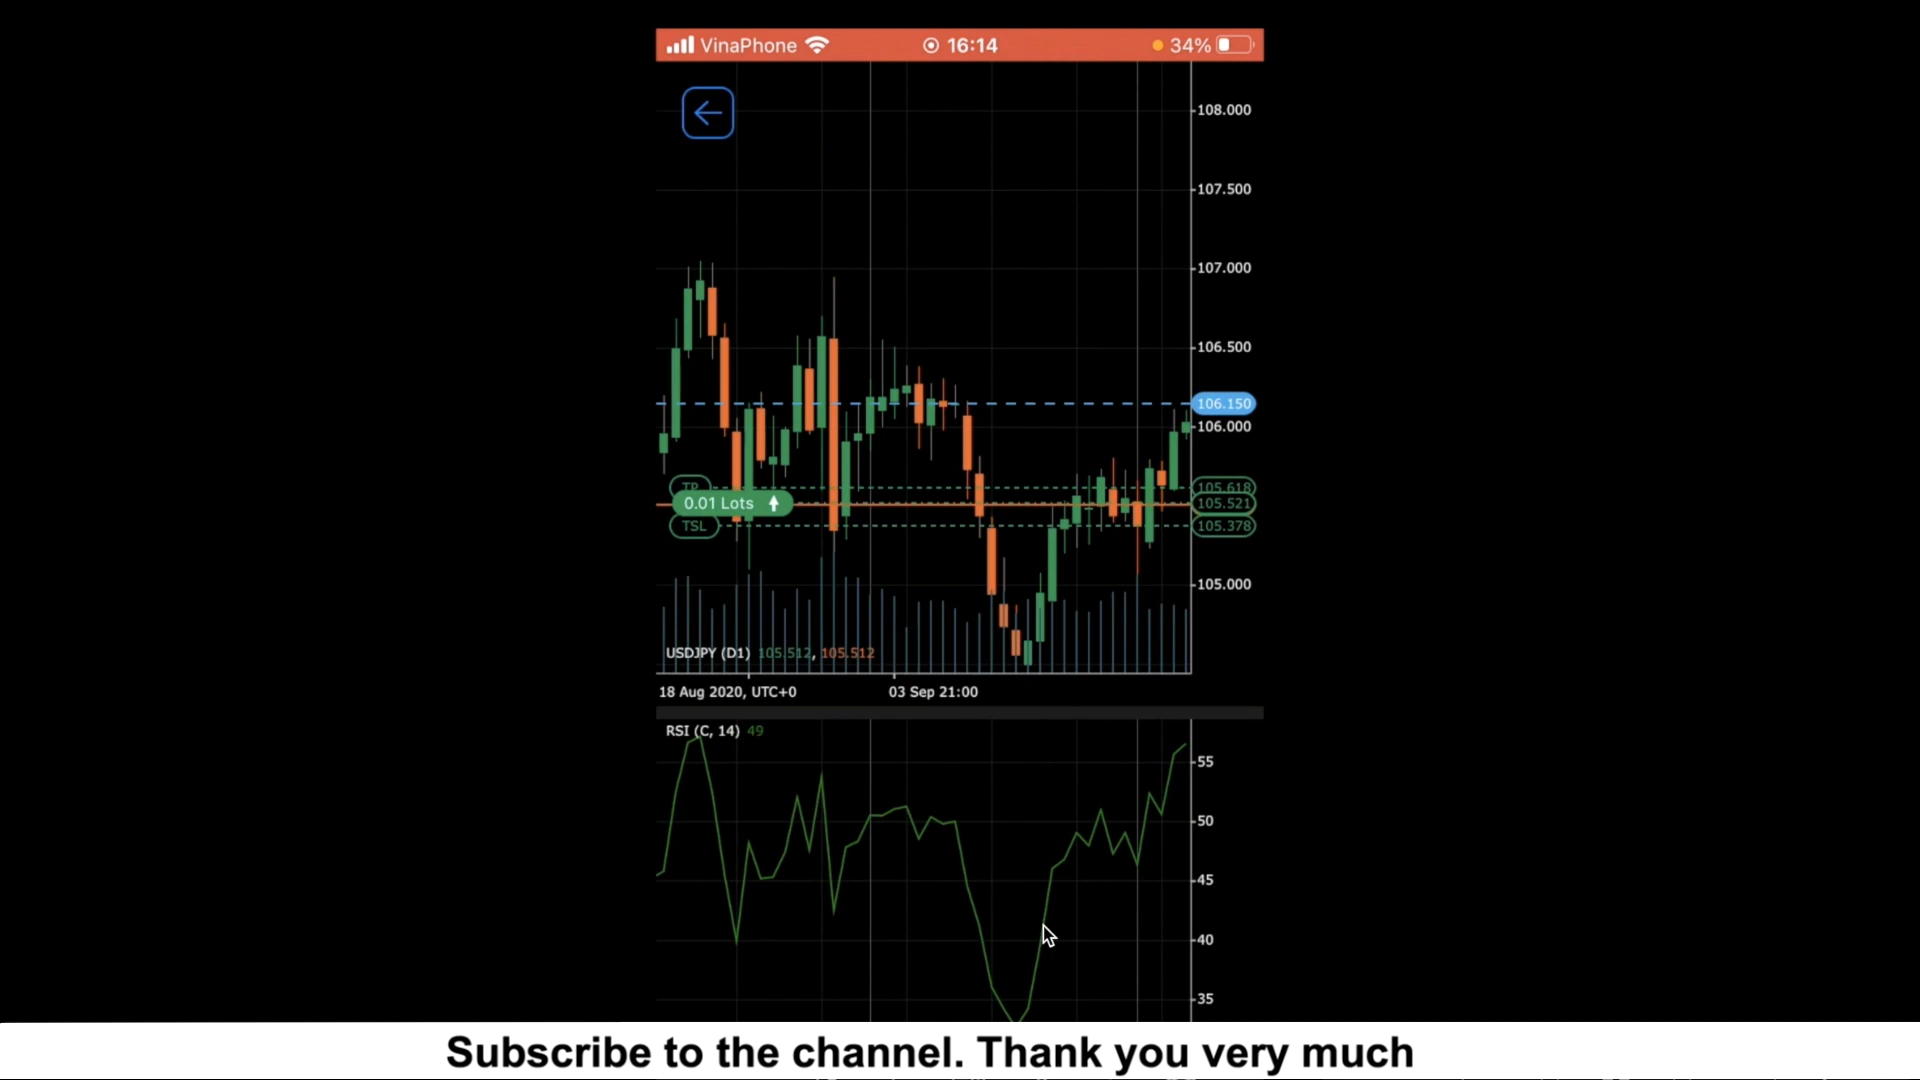 VinaPhone 16:14 34%
108.000
107.500
107.000
106.500
106.150
106.000
TP 105.618
0.01 Lots 105.521
TSL 105.378
105.000
USDJPY (D1) 105.512, 105.512
18 Aug 2020, UTC+0 03 Sep 21:00
RSI (C, 14) 49
55
50
45
40
35
Subscribe to the channel. Thank you very much